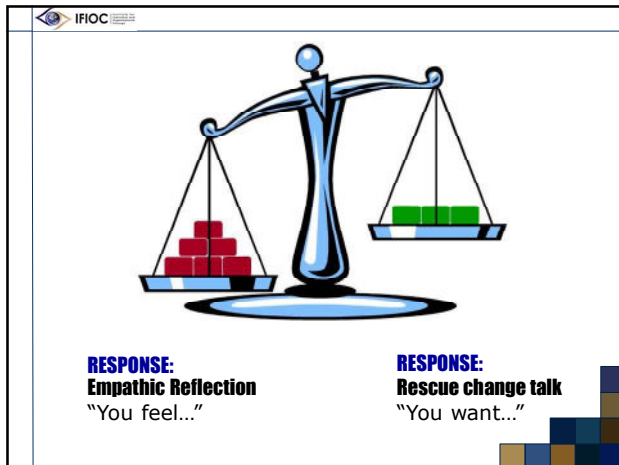 IFIOC
RESPONSE:
Empathic Reflection
“You feel…”
RESPONSE:
Rescue change talk
“You want…”